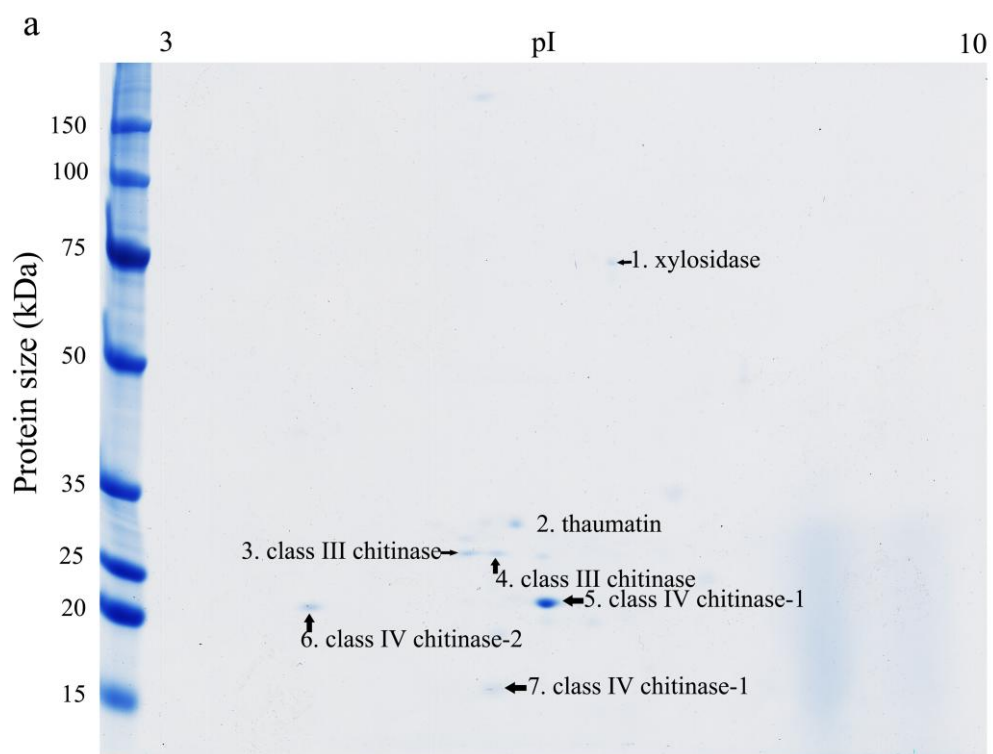 a
3 pI 10
Protein size (kDa)
150
100
75
1. xylosidase
50
35
2. thaumatin
25
3. class III chitinase
4. class III chitinase
20
5. class IV chitinase-1
6. class IV chitinase-2
15
7. class IV chitinase-1